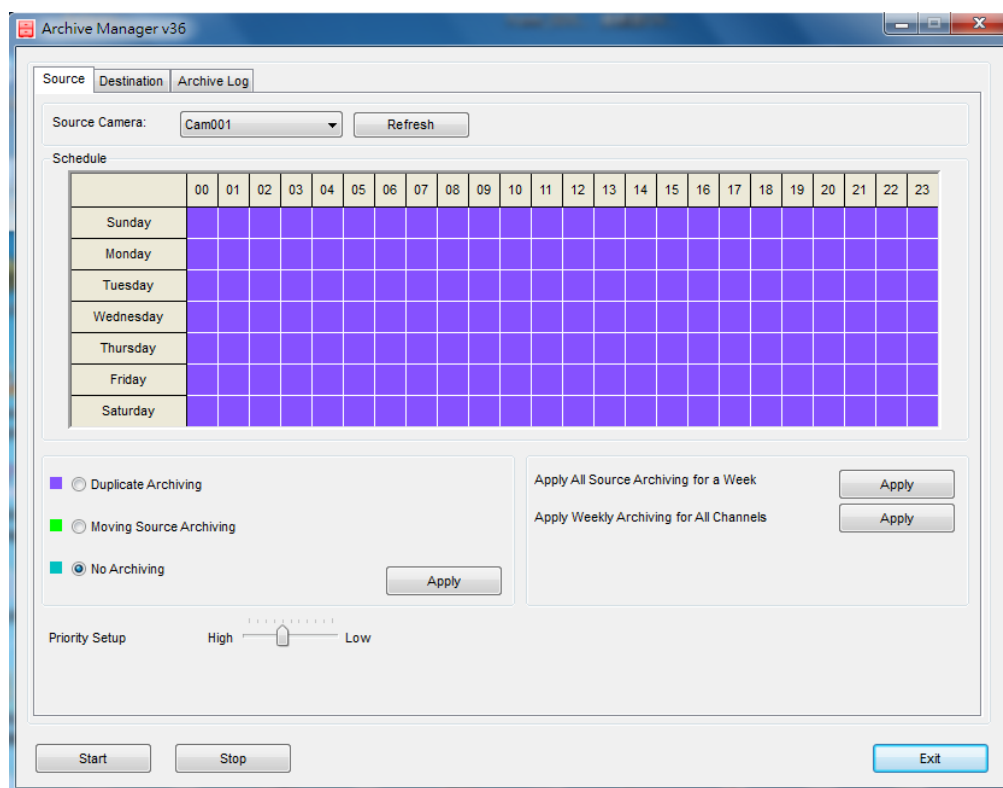 Archive Manager v36
Source Destination Archive Log
Source Camera: Cam001 Refresh
Schedule
00 01 02 03 04 05 06 07 08 09 10 11 12 13 14 15 16 17 18 19 20 21 22 23
Sunday
Monday
Tuesday
Wednesday
Thursday
Friday
Saturday
Duplicate Archiving
Moving Source Archiving
No Archiving
Apply
Apply All Source Archiving for a Week Apply
Apply Weekly Archiving for All Channels Apply
Priority Setup High Low
Start Stop Exit